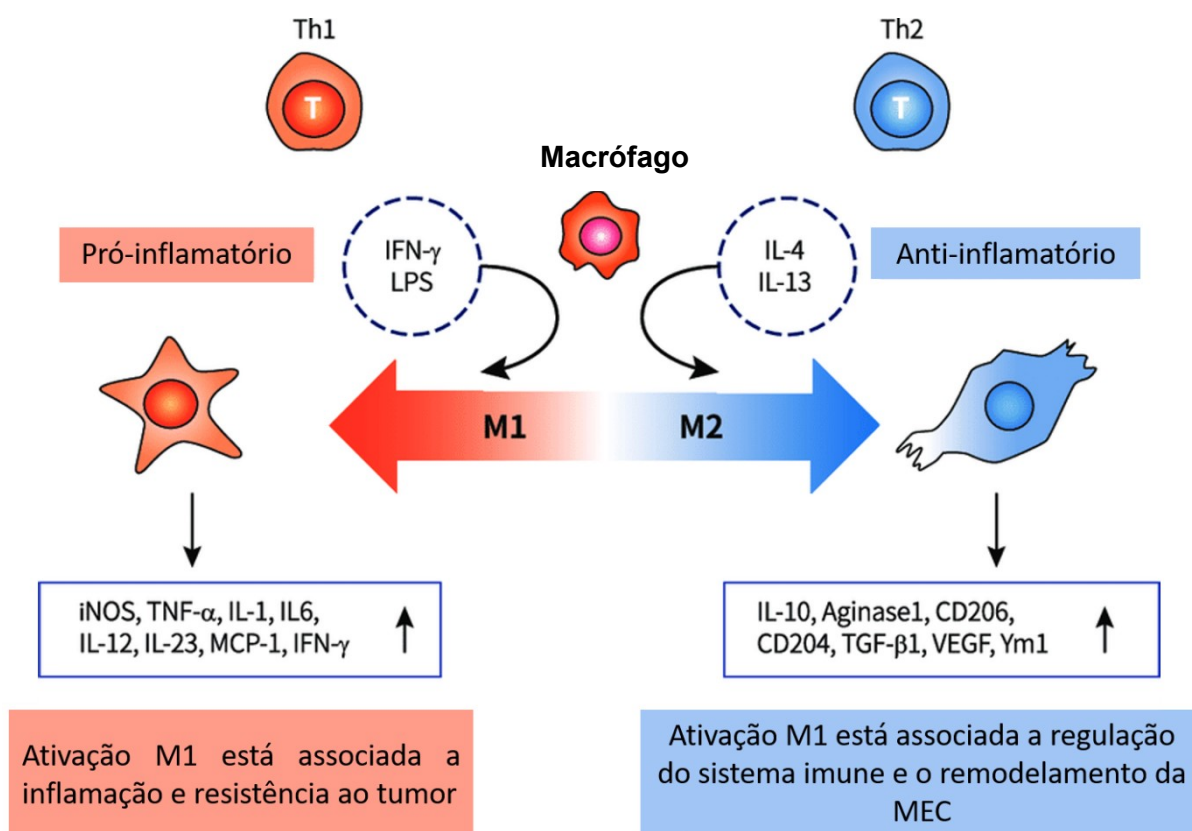 Th1
Th2
Macrófago
Pró-inflamatório
IFN-γ
LPS
IL-4
IL-13
Anti-inflamatório
T
T
M1
M2
iNOS, TNF-α, IL-1, IL6,
IL-12, IL-23, MCP-1, IFN-γ
IL-10, Aginase1, CD206,
CD204, TGF-β1, VEGF, Ym1
Ativação M1 está associada a
inflamação e resistência ao tumor
Ativação M1 está associada a regulação
do sistema imune e o remodelamento da
MEC